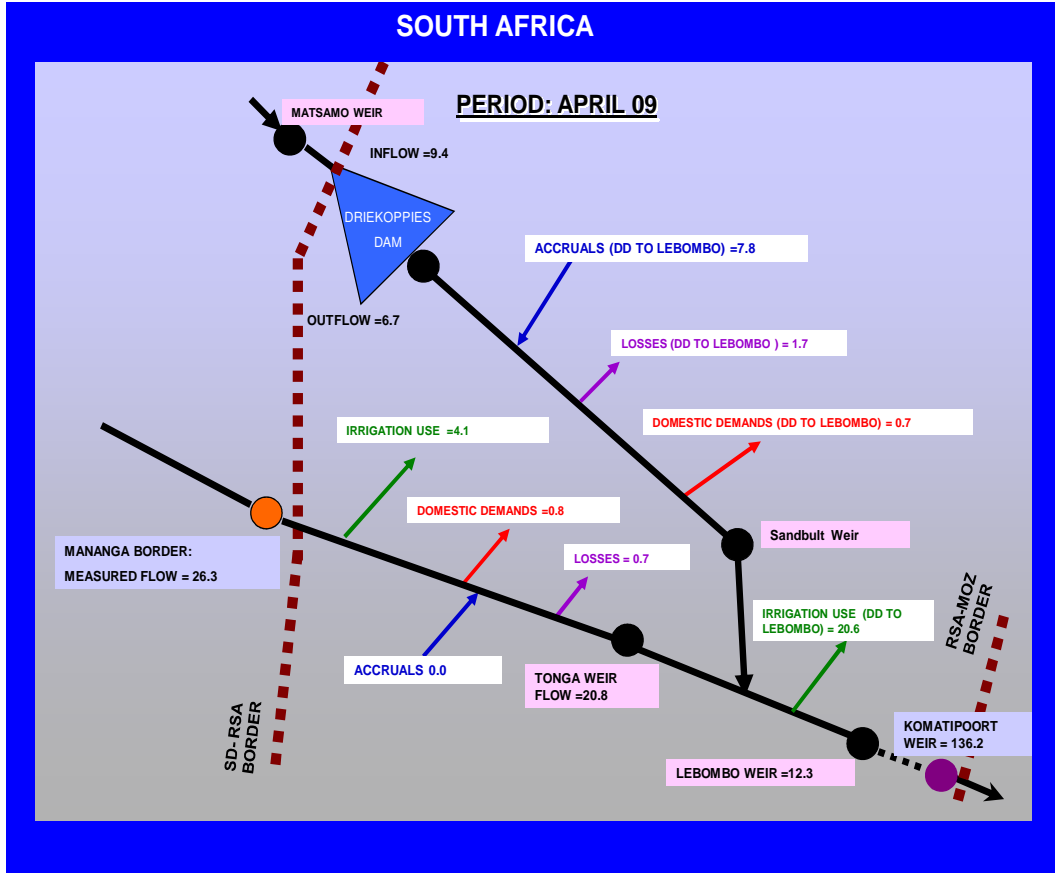 SOUTH AFRICA
PERIOD: APRIL 09
MATSAMO WEIR
INFLOW =9.4
DRIEKOPPIES
DAM
OUTFLOW =6.7
ACCRUALS (DD TO LEBOMBO) =7.8
LOSSES (DD TO LEBOMBO ) = 1.7
DOMESTIC DEMANDS (DD TO LEBOMBO) = 0.7
IRRIGATION USE =4.1
DOMESTIC DEMANDS =0.8
LOSSES = 0.7
Sandbult Weir
MANANGA BORDER:
MEASURED FLOW = 26.3
IRRIGATION USE (DD TO
LEBOMBO) = 20.6
RSA-MOZ
BORDER
ACCRUALS 0.0
TONGA WEIR
FLOW =20.8
SD- RSA
BORDER
KOMATIPOORT
WEIR = 136.2
LEBOMBO WEIR =12.3